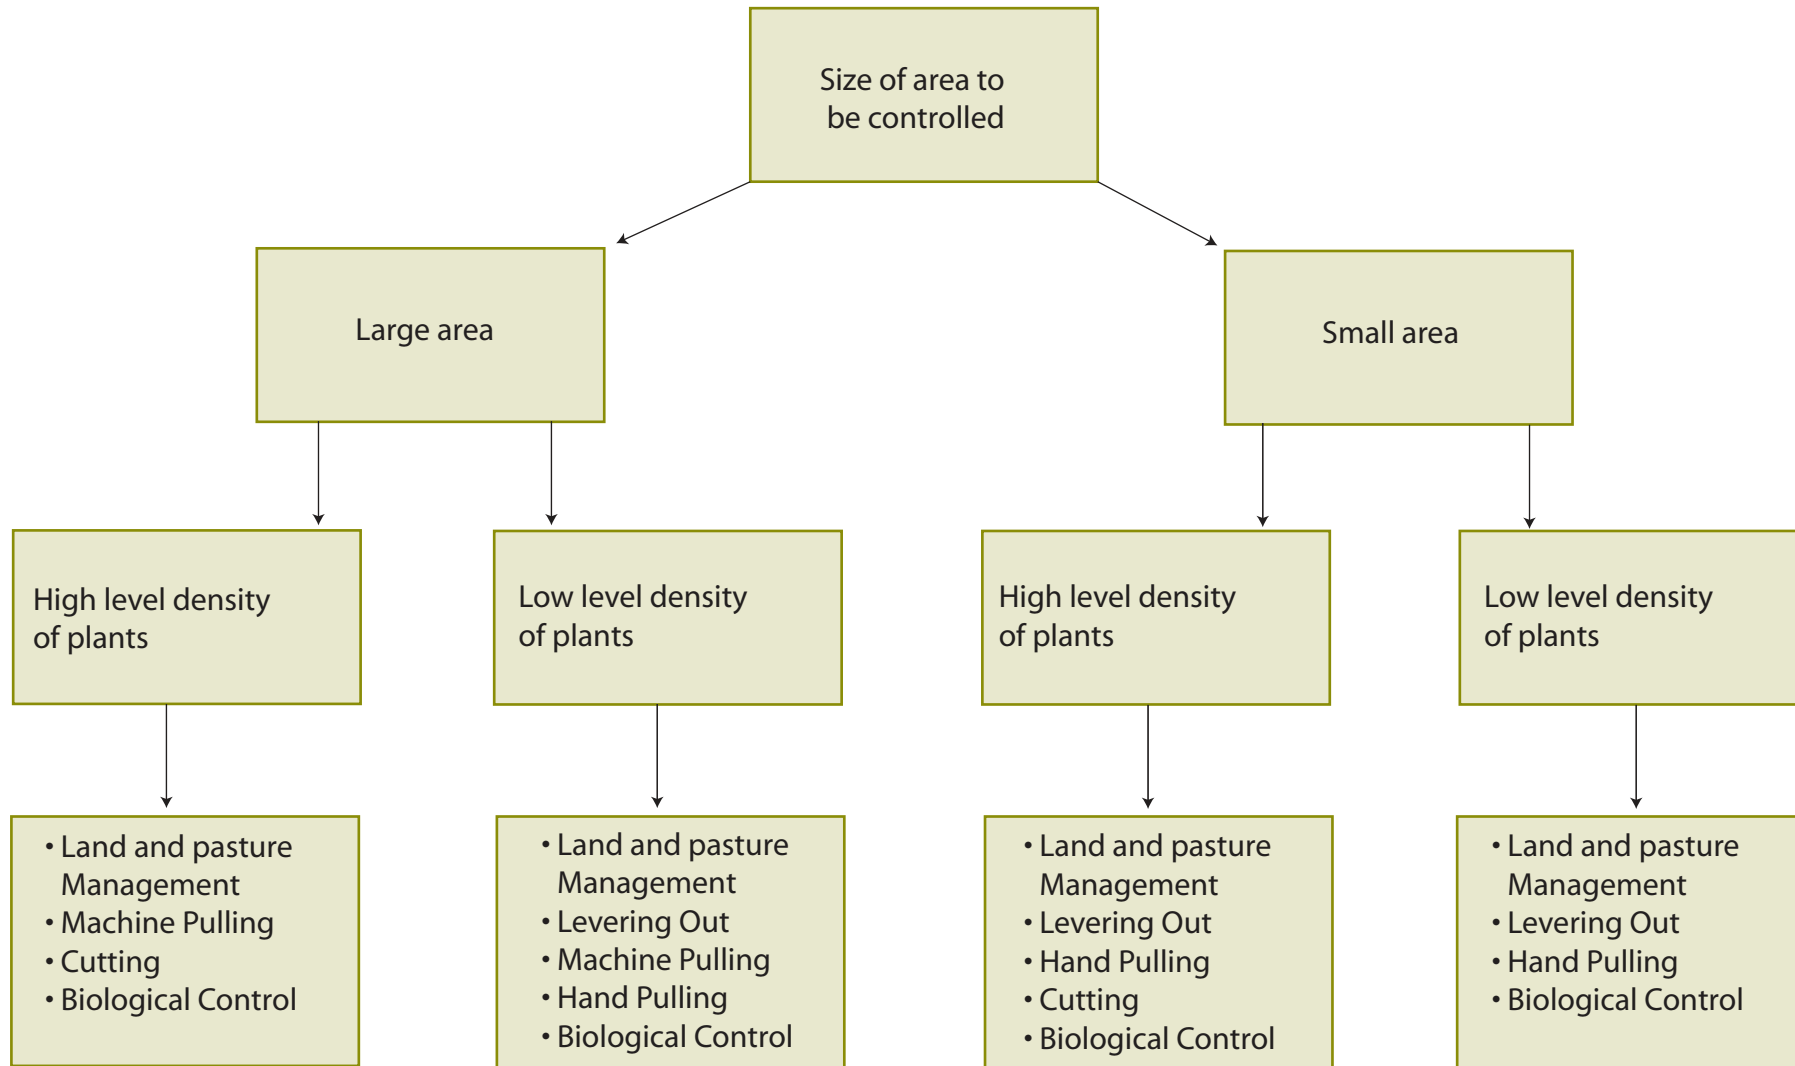 Size of area to
be controlled
Large area
Small area
High level density
of plants
Low level density
of plants
High level density
of plants
Low level density
of plants
• Land and pasture
Management
• Machine Pulling
• Cutting
• Biological Control
• Land and pasture
Management
• Levering Out
• Machine Pulling
• Hand Pulling
• Biological Control
• Land and pasture
Management
• Levering Out
• Hand Pulling
• Cutting
• Biological Control
• Land and pasture
Management
• Levering Out
• Hand Pulling
• Biological Control